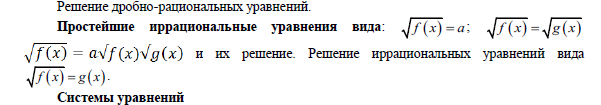 Решение дробно-рациональных уравнений.
Простейшие иррациональные уравнения вида: √f(x) = a; √f(x) = √g(x)
√f(x) = a√f(x)√g(x) и их решение. Решение иррациональных уравнений вида
√f(x) = g(x).
Системы уравнений